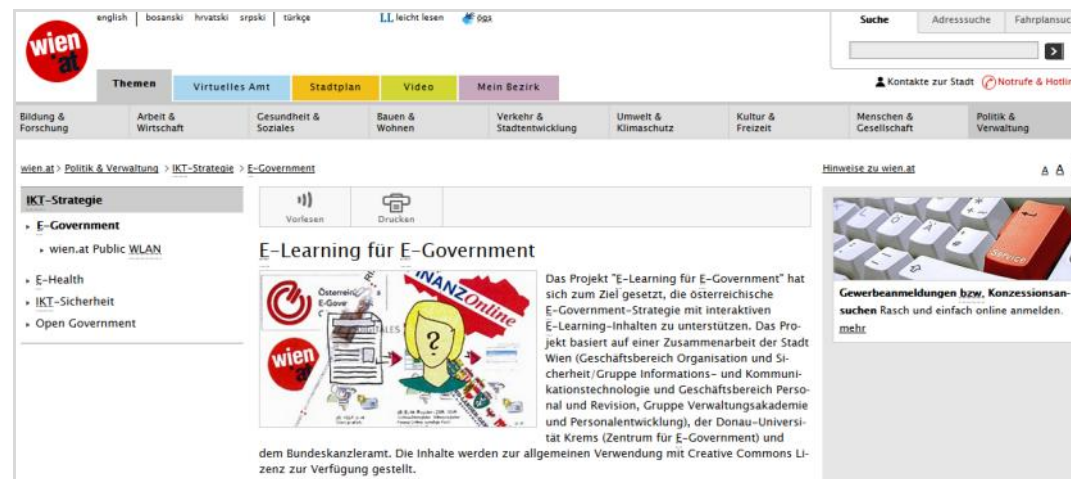 english bosanski hrvatski srpski türkçe LL leicht lesen ögs
Suche Adresssuche Fahrplansuc
wien.at
Themen Virtuelles Amt Stadtplan Video Mein Bezirk
Kontakte zur Stadt Notrufe & Hotlin
Bildung & Forschung
Arbeit & Wirtschaft
Gesundheit & Soziales
Bauen & Wohnen
Verkehr & Stadtentwicklung
Umwelt & Klimaschutz
Kultur & Freizeit
Menschen & Gesellschaft
Politik & Verwaltung
wien.at > Politik & Verwaltung > IKT-Strategie > E-Government
Hinweise zu wien.at A A
IKT-Strategie
E-Government
wien.at Public WLAN
E-Health
IKT-Sicherheit
Open Government
Vorlesen Drucken
E-Learning für E-Government
FINANZOnline
wien.at
?
Das Projekt "E-Learning für E-Government" hat
sich zum Ziel gesetzt, die österreichische
E-Government-Strategie mit interaktiven
E-Learning-Inhalten zu unterstützen. Das Pro-
jekt basiert auf einer Zusammenarbeit der Stadt
Wien (Geschäftsbereich Organisation und Si-
cherheit/Gruppe Informations- und Kommuni-
kationstechnologie und Geschäftsbereich Perso-
nal und Revision, Gruppe Verwaltungsakademie
und Personalentwicklung), der Donau-Universi-
tät Krems (Zentrum für E-Government) und
dem Bundeskanzleramt. Die Inhalte werden zur allgemeinen Verwendung mit Creative Commons Li-
zenz zur Verfügung gestellt.
Service
Gewerbeanmeldungen bzw. Konzessionsan-
suchen Rasch und einfach online anmelden.
mehr